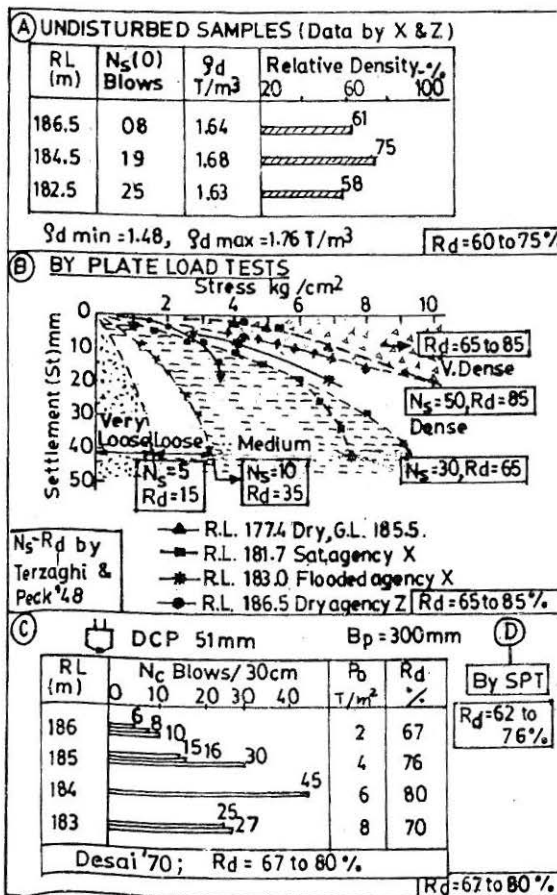 (A) UNDISTURBED SAMPLES (Data by X & Z)
RL (m) Ns(O) Blows ρd T/m³ Relative Density-%
20 60 100
186.5 08 1.64 61
184.5 19 1.68 75
182.5 25 1.63 58
ρd min =1.48, ρd max =1.76 T/m³
Rd=60 to 75%
(B) BY PLATE LOAD TESTS
Stress kg/cm²
0 2 4 6 8 10
Settlement (St)mm
0
10
20
30
40
50
Rd=65 to 85
V. Dense
Ns=50, Rd=85
Dense
Very Loose
Loose
Medium
Ns=5 Rd=15
Ns=10 Rd=35
Ns=30, Rd=65
Ns-Rd by
Terzaghi &
Peck '48
R.L. 177.4 Dry, G.L. 185.5.
R.L. 181.7 Sat, agency X
R.L. 183.0 Flooded agency X
R.L. 186.5 Dry agency Z
Rd=65 to 85%
(C) DCP 51mm Bp=300mm
RL (m) Nc Blows/30cm Po T/m² Rd %
0 10 20 30 40
186 6 8 10 2 67
185 15 16 30 4 76
184 45 6 80
183 25 27 8 70
Desai '70; Rd= 67 to 80%
(D)
By SPT
Rd=62 to
76%
Rd=67 to 80%